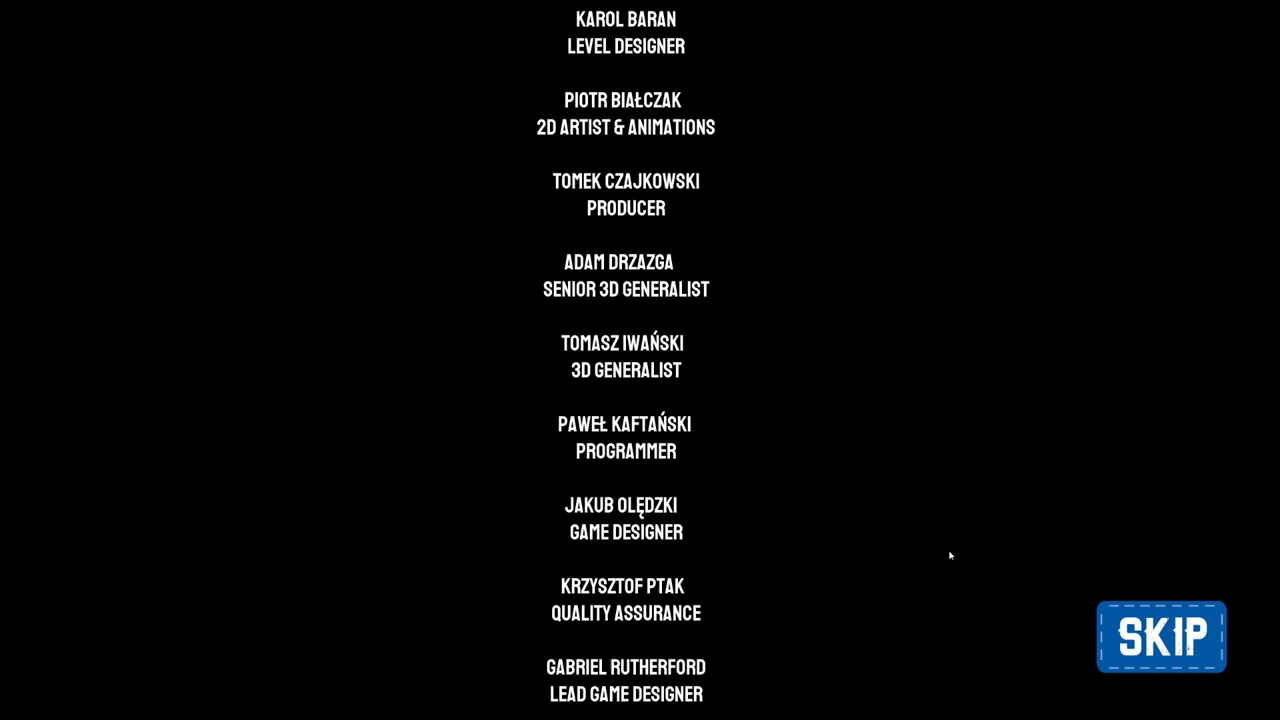 KAROL BARAN
LEVEL DESIGNER
PIOTR BIAŁCZAK
2D ARTIST & ANIMATIONS
TOMEK CZAJKOWSKI
PRODUCER
ADAM DRZAZGA
SENIOR 3D GENERALIST
TOMASZ IWAŃSKI
3D GENERALIST
PAWEŁ KAFTAŃSKI
PROGRAMMER
JAKUB OLĘDZKI
GAME DESIGNER
KRZYSZTOF PTAK
QUALITY ASSURANCE
GABRIEL RUTHERFORD
LEAD GAME DESIGNER
SKIP